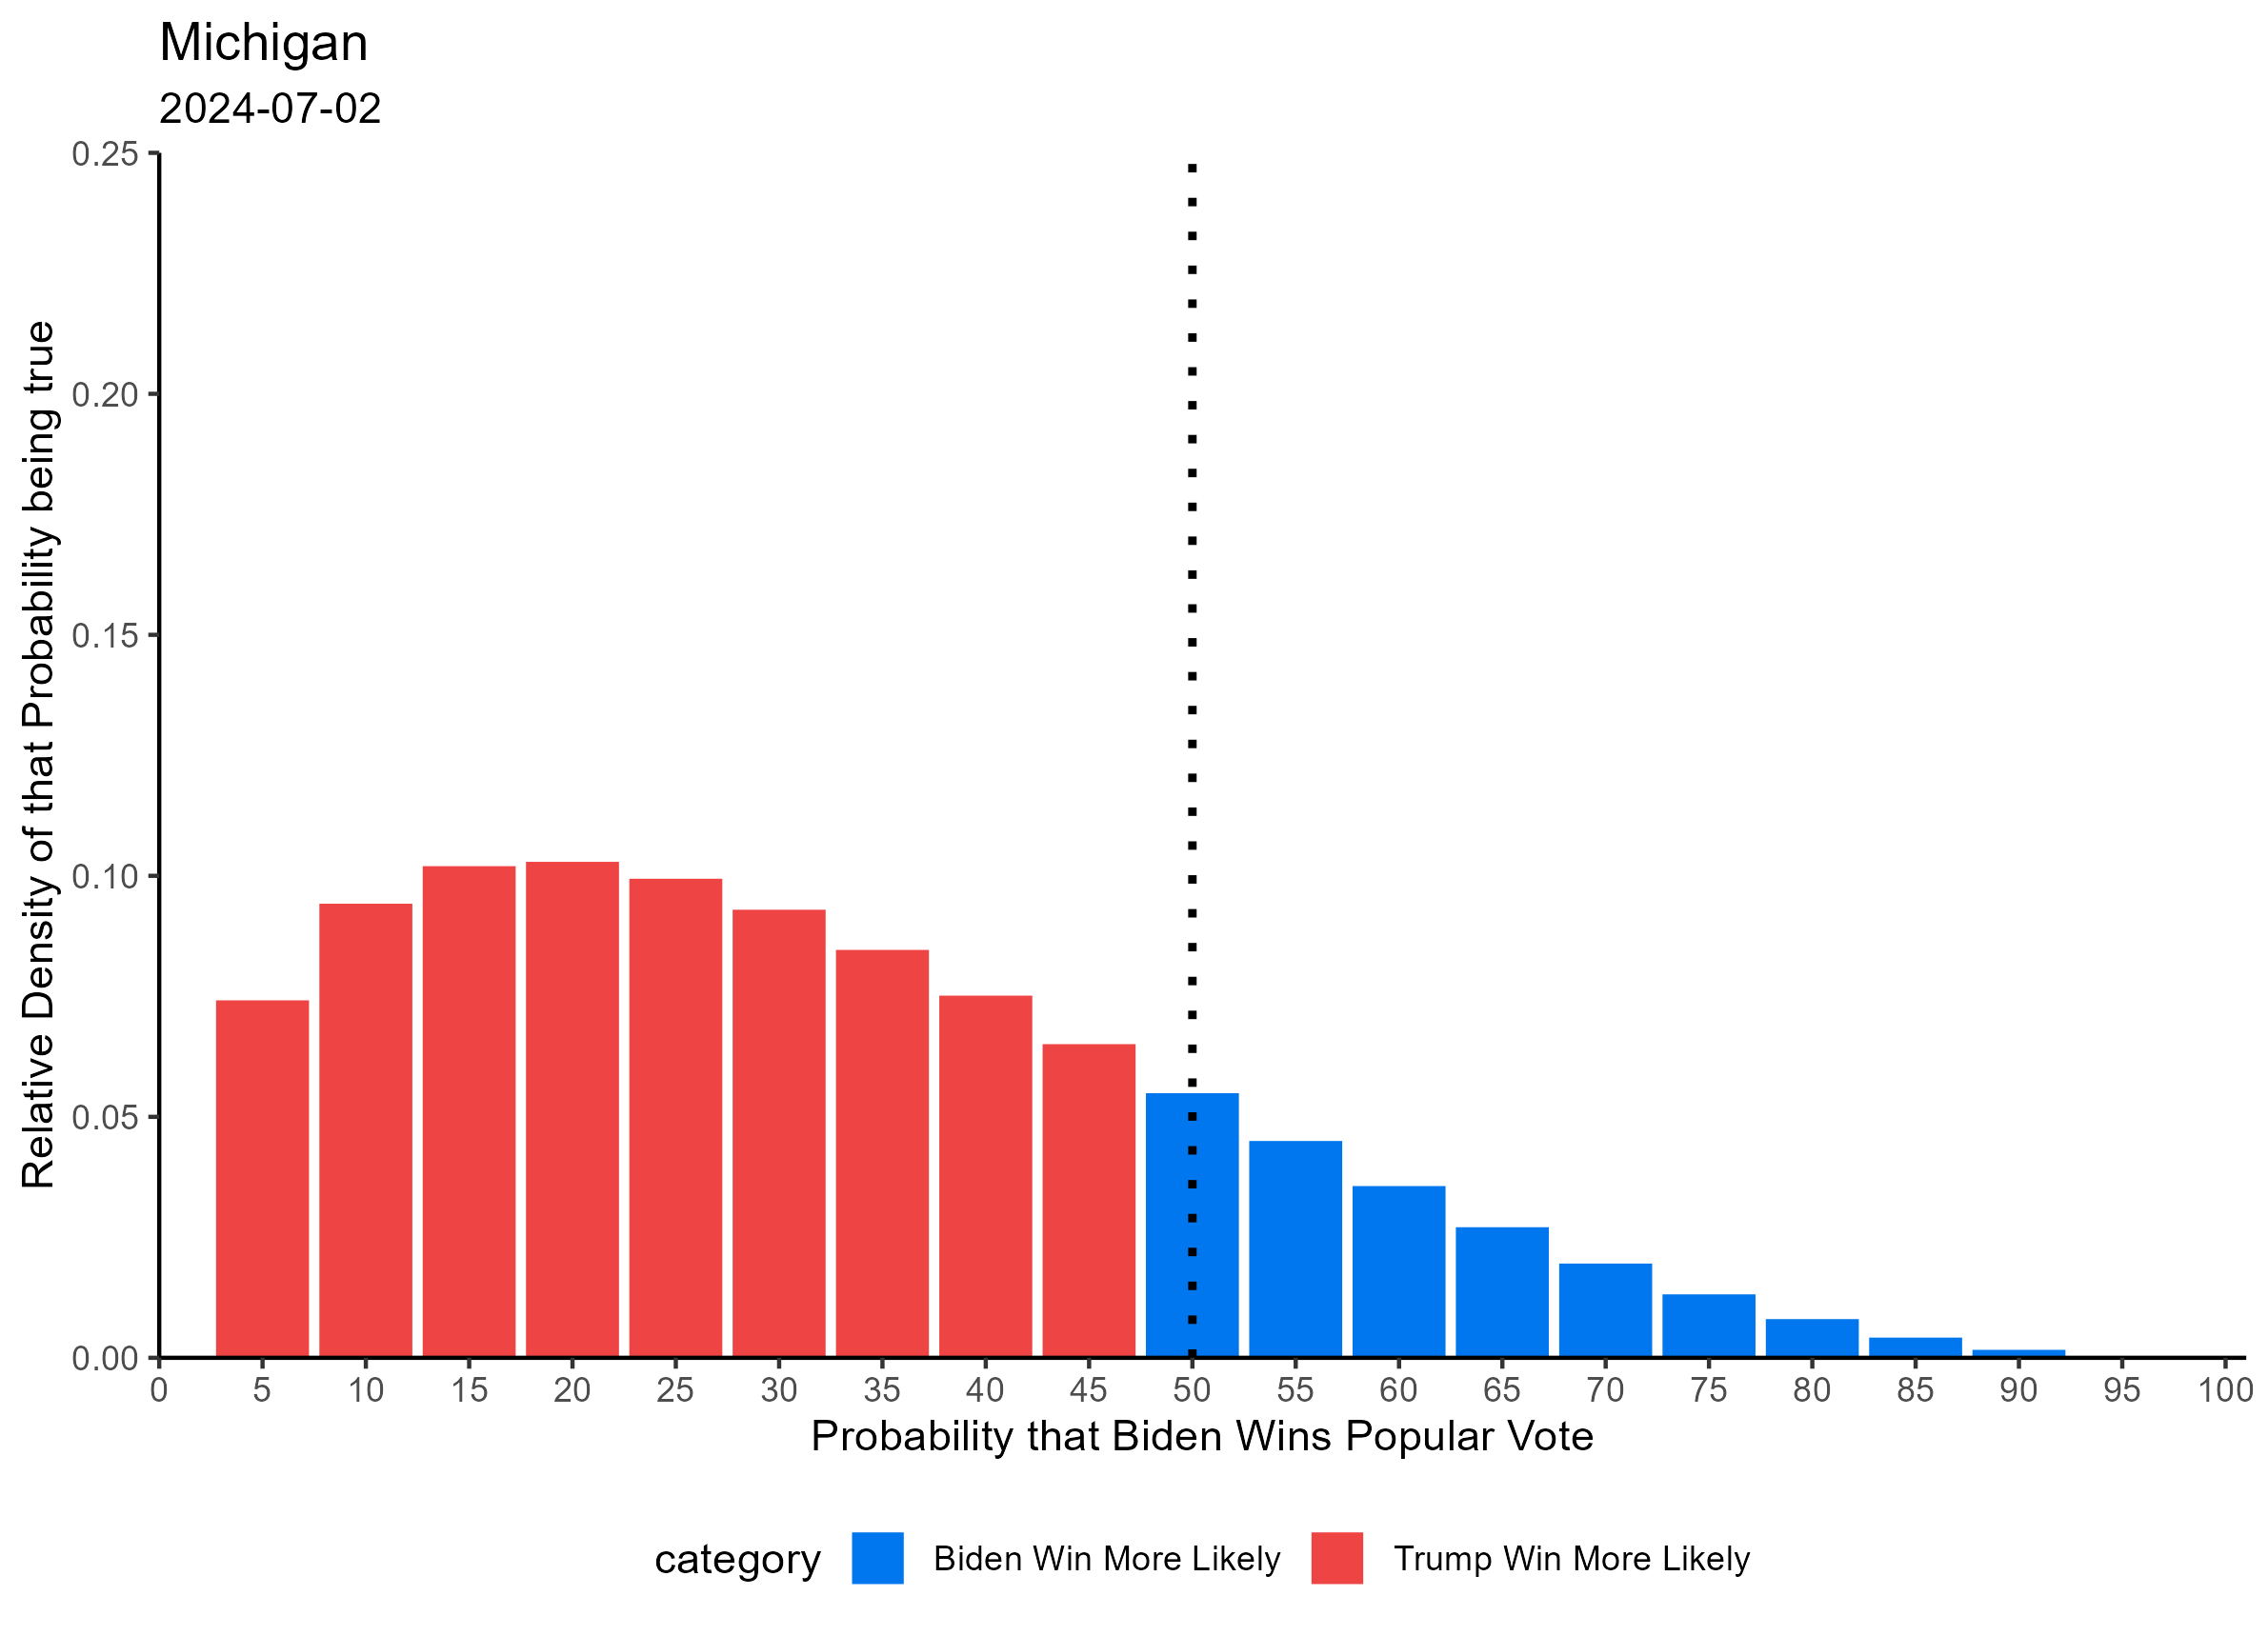 Michigan
2024-07-02
Relative Density of that Probability being true
0.25
0.20
0.15
0.10
0.05
0.00
0 5 10 15 20 25 30 35 40 45 50 55 60 65 70 75 80 85 90 95 100
Probability that Biden Wins Popular Vote
category Biden Win More Likely Trump Win More Likely